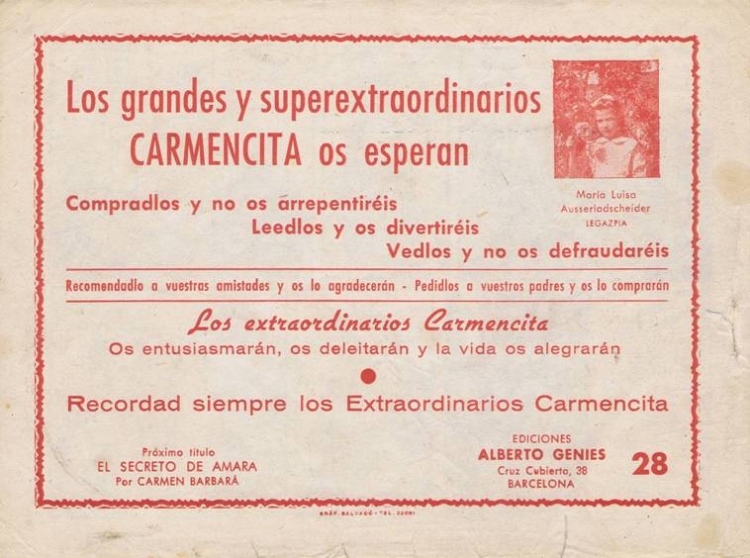 Los grandes y superextraordinarios
CARMENCITA os esperan
María Luisa
Ausserladscheider
LEGAZPIA
Compradlos y no os arrepentiréis
Leedlos y os divertiréis
Vedlos y no os defraudaréis
Recomendadlo a vuestras amistades y os lo agradecerán - Pedidlos a vuestros padres y os lo comprarán
Los extraordinarios Carmencita
Os entusiasmarán, os deleitarán y la vida os alegrarán
Recordad siempre los Extraordinarios Carmencita
Próximo título
EL SECRETO DE AMARA
Por CARMEN BARBARÁ
EDICIONES
ALBERTO GENIES
Cruz Cubierta, 38
BARCELONA
28
GRÁF. SALVADÓ - TEL.